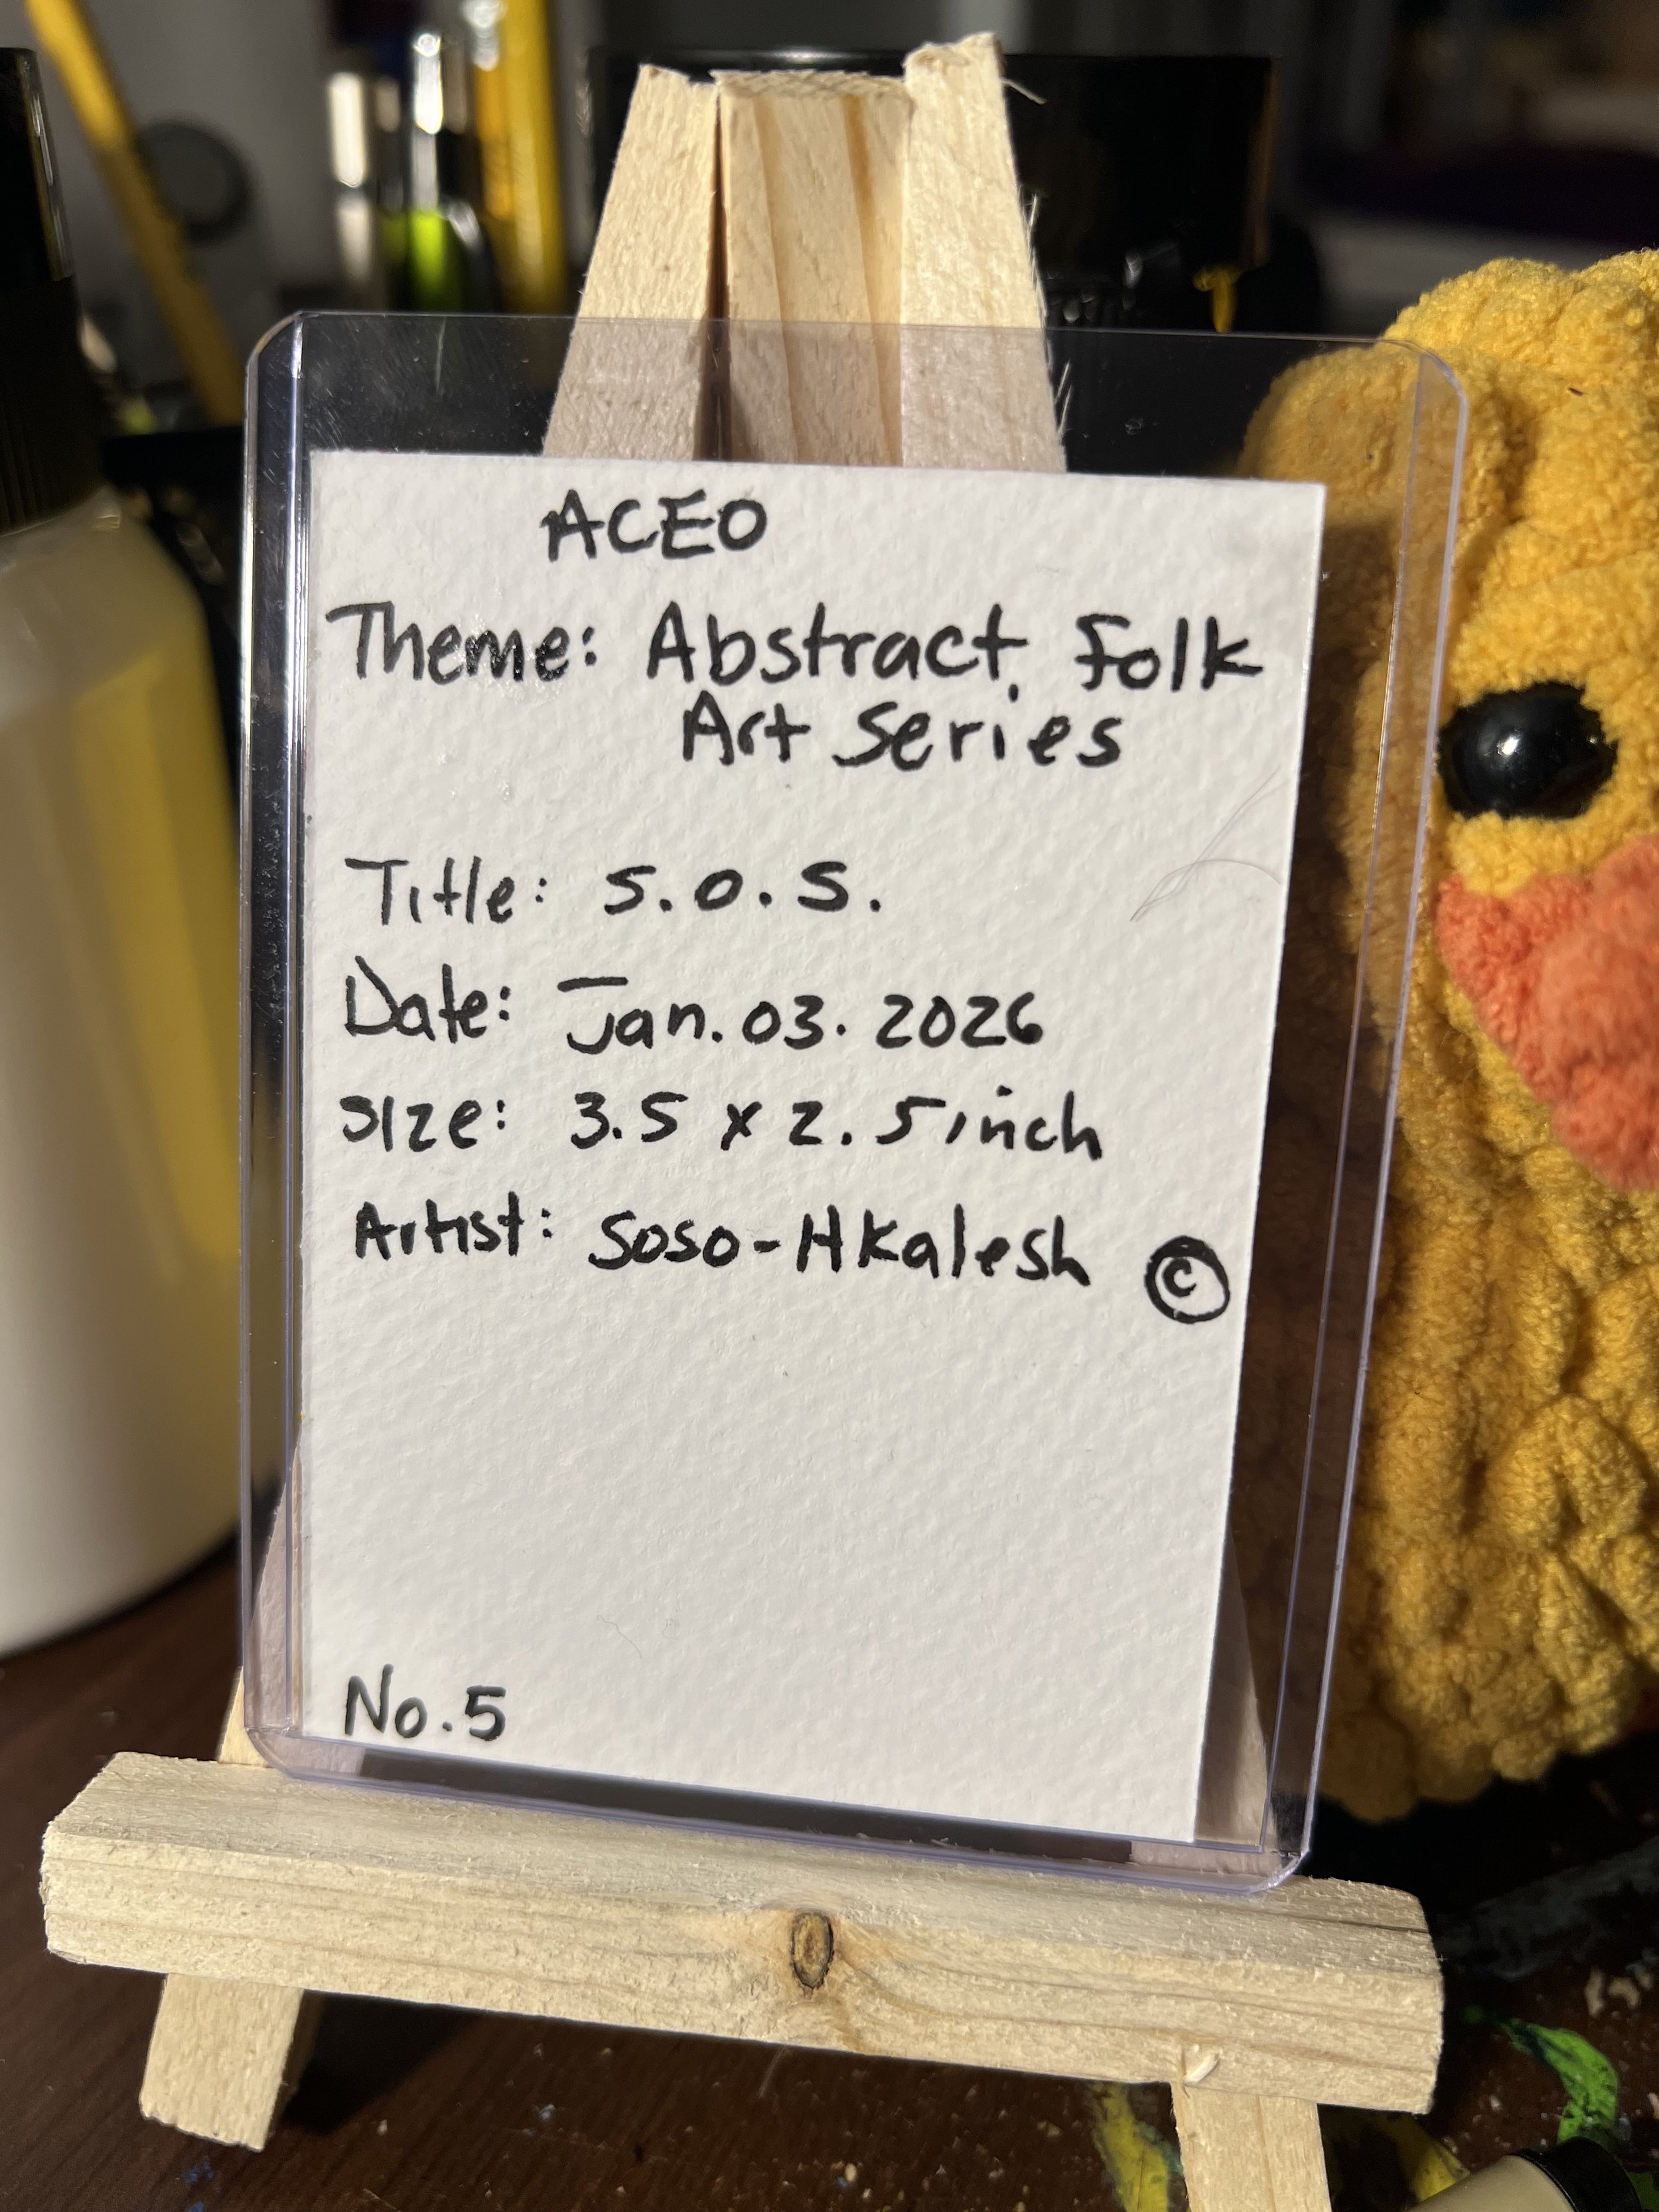 ACEO
Theme: Abstract Folk
Art Series
Title: S.O.S.
Date: Jan. 03. 2026
Size: 3.5 x 2.5 inch
Artist: Soso-Hkalesh ©
No. 5